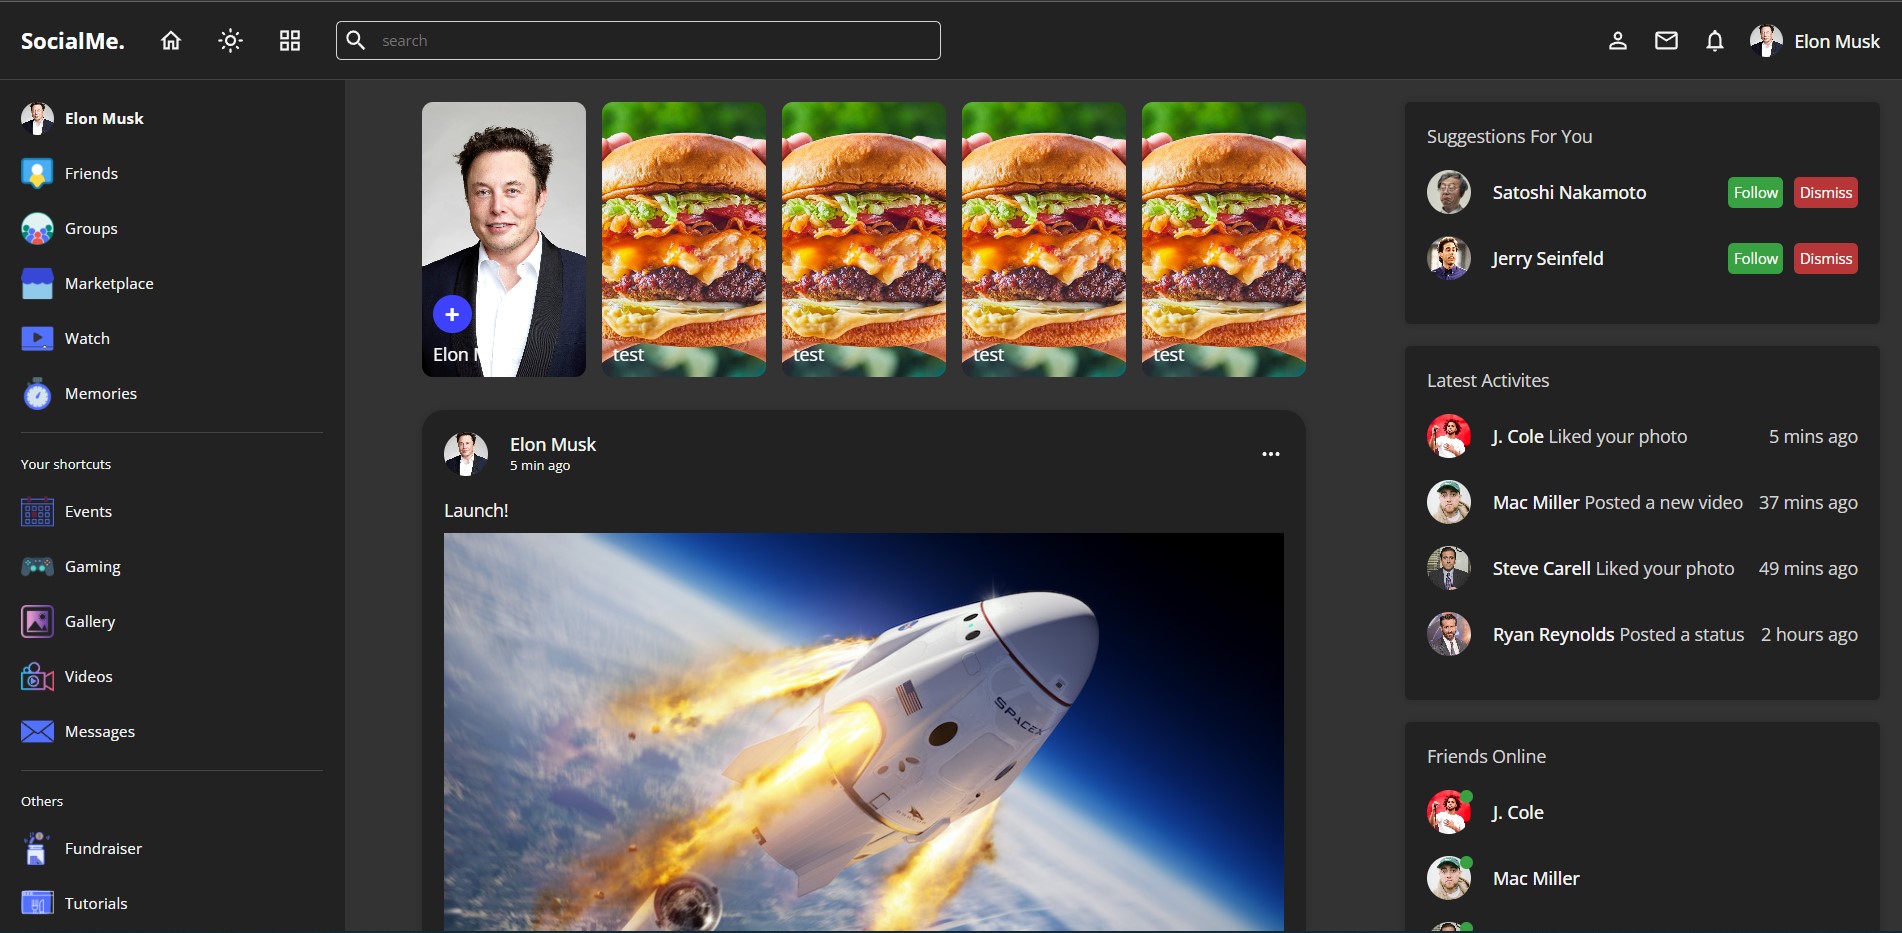 SocialMe.
search
Elon Musk
Elon Musk
Friends
Groups
Marketplace
Watch
Memories
Your shortcuts
Events
Gaming
Gallery
Videos
Messages
Others
Fundraiser
Tutorials
Elon
test
test
test
test
Elon Musk
5 min ago
Launch!
SPACEX
Suggestions For You
Satoshi Nakamoto Follow Dismiss
Jerry Seinfeld Follow Dismiss
Latest Activites
J. Cole Liked your photo 5 mins ago
Mac Miller Posted a new video 37 mins ago
Steve Carell Liked your photo 49 mins ago
Ryan Reynolds Posted a status 2 hours ago
Friends Online
J. Cole
Mac Miller